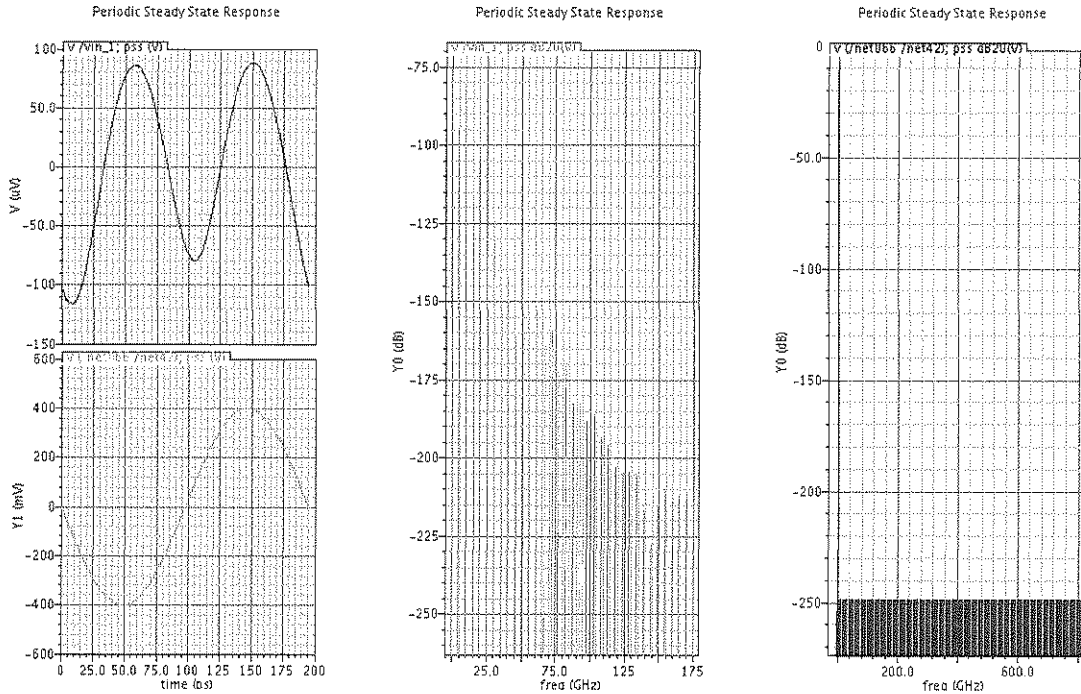 Periodic Steady State Response
V /vin_1; pss (V)
100
50.0
0
-50.0
-100
-150
V (uV)
600
400
200
0
-200
-400
-600
Y1 (mV)
0 25.0 50.0 75.0 100 125 150 175 200
time (ps)
Periodic Steady State Response
-75.0
-100
-125
-150
-175
-200
-225
-250
Y0 (dB)
25.0 75.0 125 175
freq (GHz)
Periodic Steady State Response
0
-50.0
-100
-150
-200
-250
Y0 (dB)
200.0 600.0
freq (GHz)